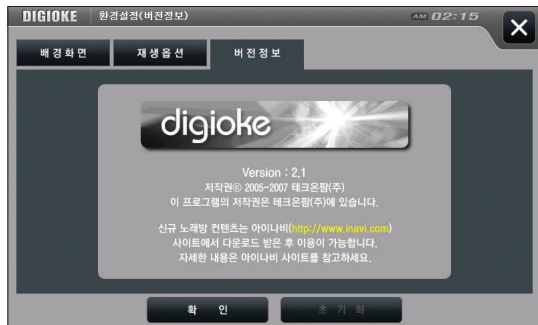 DIGIOKE 환경설정(버전정보) AM 02:15
배경화면 재생옵션 버전정보
digioke
Version : 2.1
저작권ⓒ 2005-2007 테크온팜(주)
이 프로그램의 저작권은 테크온팜(주)에 있습니다.
신규 노래방 컨텐츠는 아이나비(http://www.inavi.com)
사이트에서 다운로드 받은 후 이용이 가능합니다.
자세한 내용은 아이나비 사이트를 참고하세요.
확 인 초 기 화